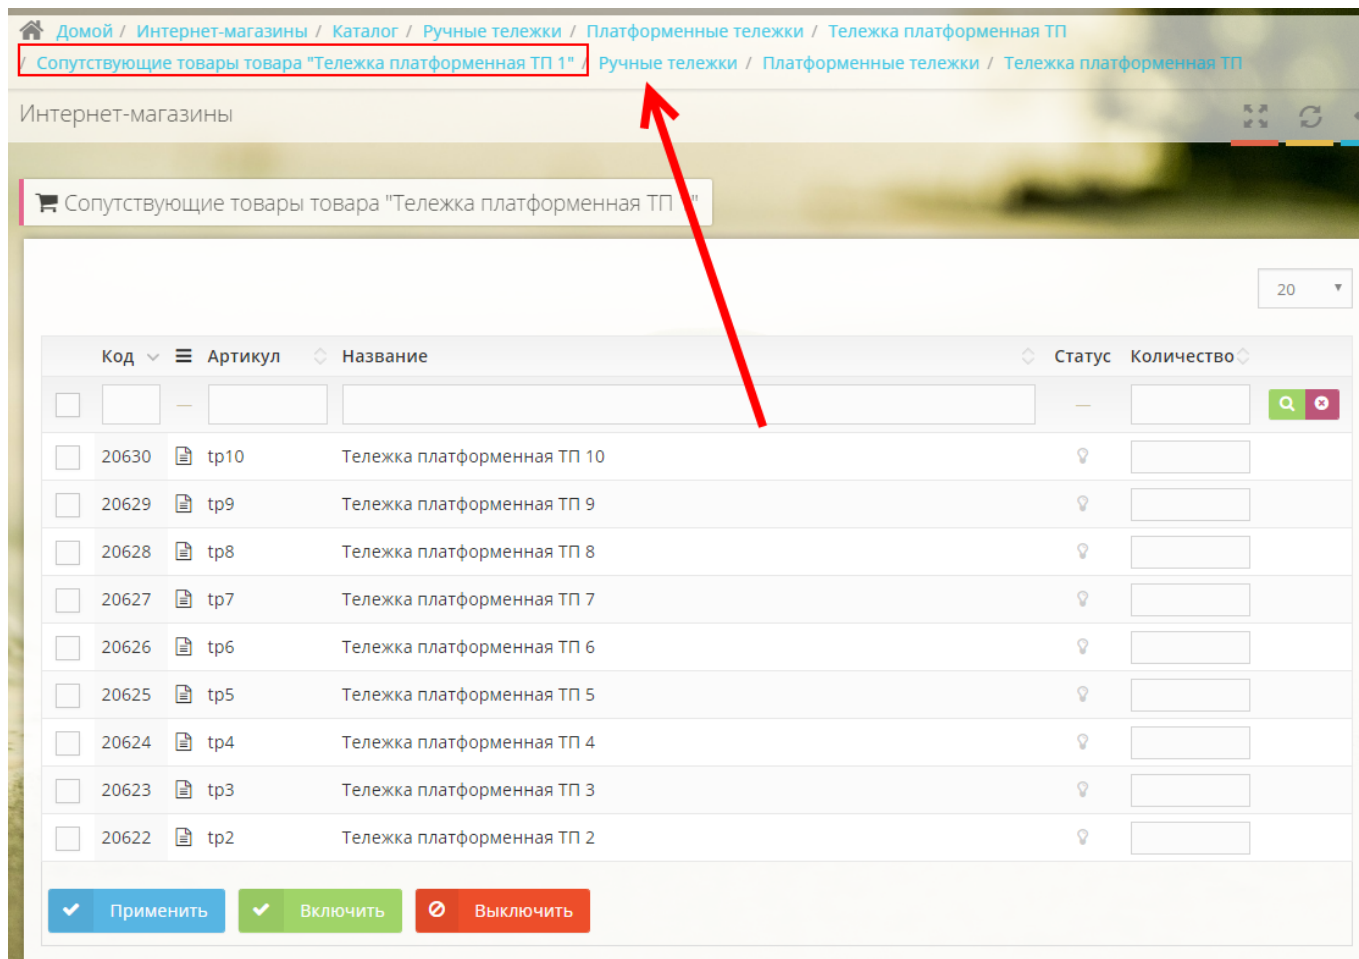 Домой / Интернет-магазины / Каталог / Ручные тележки / Платформенные тележки / Тележка платформенная ТП
/ Сопутствующие товары товара "Тележка платформенная ТП 1" / Ручные тележки / Платформенные тележки / Тележка платформенная ТП
Интернет-магазины
Сопутствующие товары товара "Тележка платформенная ТП "
20
Код Артикул Название Статус Количество
— —
20630 tp10 Тележка платформенная ТП 10
20629 tp9 Тележка платформенная ТП 9
20628 tp8 Тележка платформенная ТП 8
20627 tp7 Тележка платформенная ТП 7
20626 tp6 Тележка платформенная ТП 6
20625 tp5 Тележка платформенная ТП 5
20624 tp4 Тележка платформенная ТП 4
20623 tp3 Тележка платформенная ТП 3
20622 tp2 Тележка платформенная ТП 2
Применить Включить Выключить